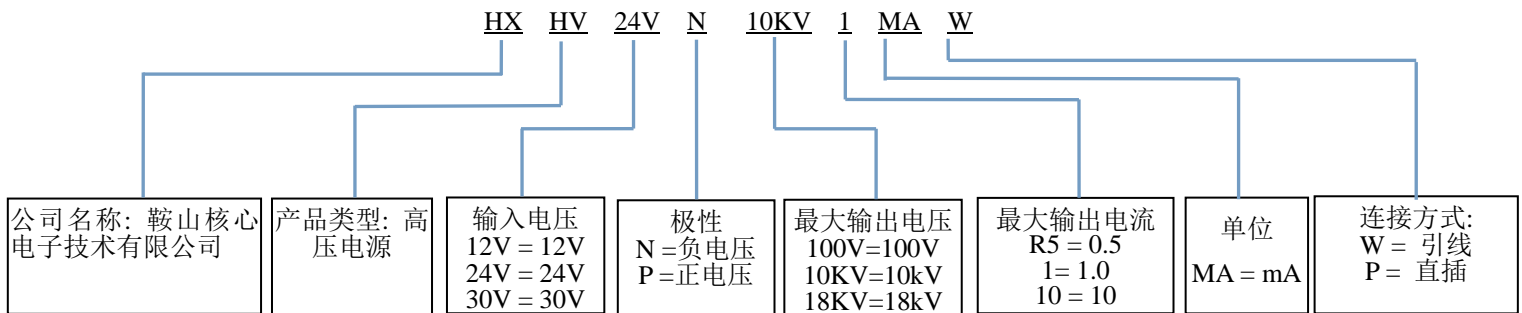 HX HV 24V N 10KV 1 MA W
公司名称: 鞍山核心
电子技术有限公司
产品类型: 高
压电源
输入电压
12V = 12V
24V = 24V
30V = 30V
极性
N =负电压
P =正电压
最大输出电压
100V=100V
10KV=10kV
18KV=18kV
最大输出电流
R5 = 0.5
1= 1.0
10 = 10
单位
MA = mA
连接方式:
W = 引线
P = 直插